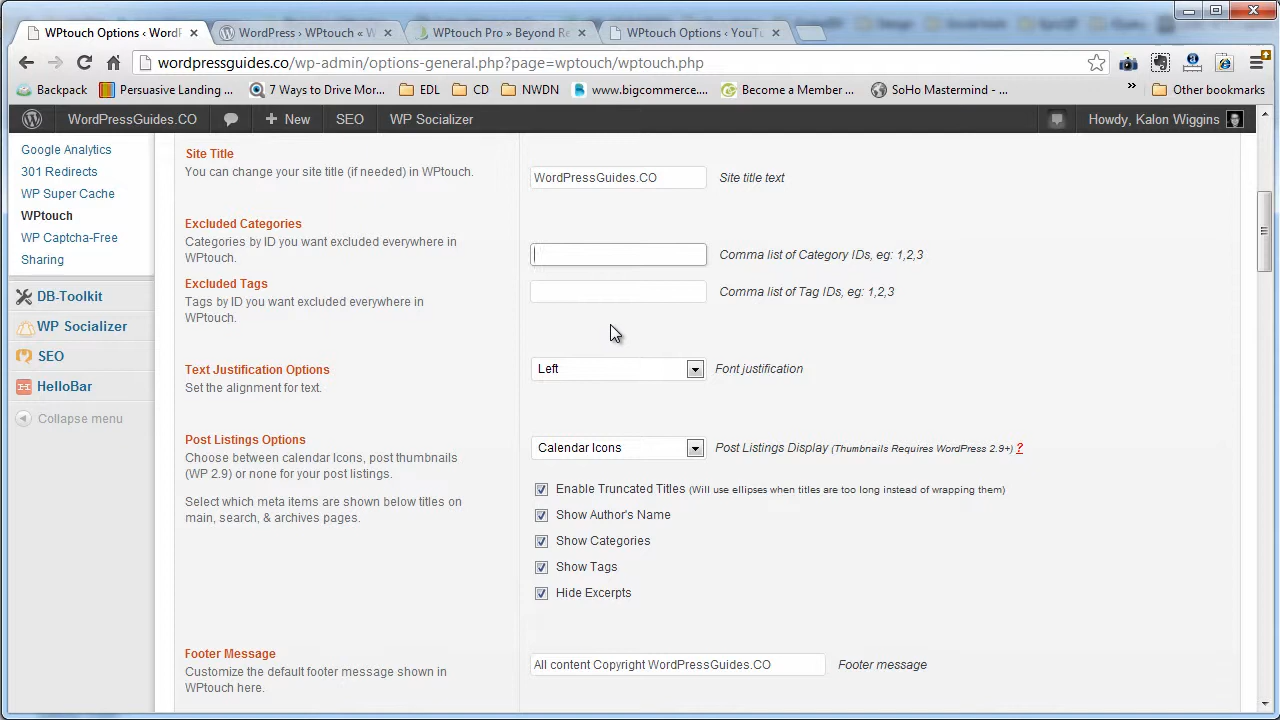 WPtouch Options ‹ WordP
WordPress › WPtouch « W
WPtouch Pro » Beyond Re
WPtouch Options ‹ YouTu
wordpressguides.co/wp-admin/options-general.php?page=wptouch/wptouch.php
Backpack
Persuasive Landing ...
7 Ways to Drive Mor...
EDL
CD
NWDN
www.bigcommerce....
Become a Member ...
SoHo Mastermind - ...
»
Other bookmarks
WordPressGuides.CO
+ New
SEO
WP Socializer
Howdy, Kalon Wiggins
Google Analytics
301 Redirects
WP Super Cache
WPtouch
WP Captcha-Free
Sharing
DB-Toolkit
WP Socializer
SEO
HelloBar
Collapse menu
Site Title
You can change your site title (if needed) in WPtouch.
WordPressGuides.CO
Site title text
Excluded Categories
Categories by ID you want excluded everywhere in
WPtouch.
Comma list of Category IDs, eg: 1,2,3
Excluded Tags
Tags by ID you want excluded everywhere in
WPtouch.
Comma list of Tag IDs, eg: 1,2,3
Text Justification Options
Set the alignment for text.
Left
Font justification
Post Listings Options
Choose between calendar Icons, post thumbnails
(WP 2.9) or none for your post listings.
Select which meta items are shown below titles on
main, search, & archives pages.
Calendar Icons
Post Listings Display (Thumbnails Requires WordPress 2.9+) ?
Enable Truncated Titles (Will use ellipses when titles are too long instead of wrapping them)
Show Author's Name
Show Categories
Show Tags
Hide Excerpts
Footer Message
Customize the default footer message shown in
WPtouch here.
All content Copyright WordPressGuides.CO
Footer message